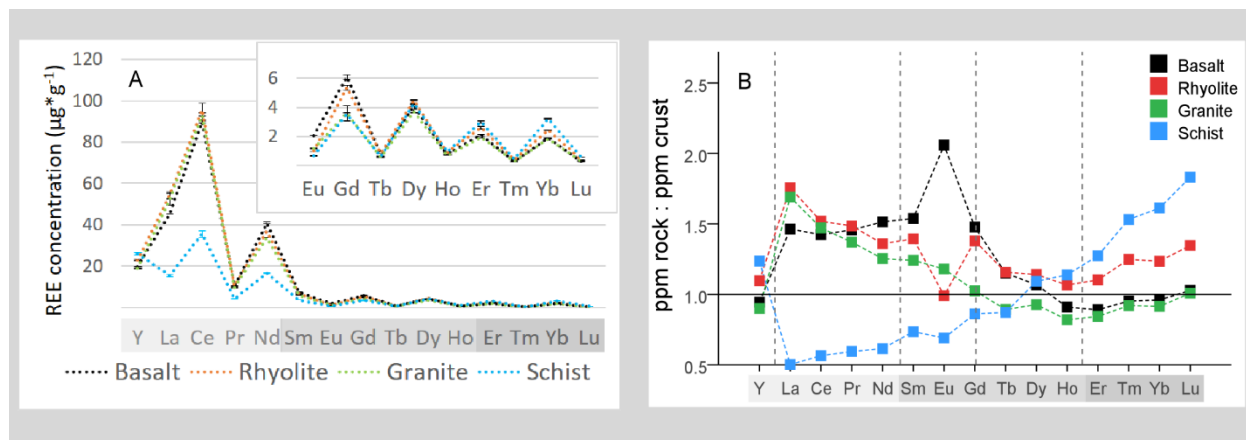 A
REE concentration (µg*g-1)
120
100
80
60
40
20
6
4
2
Eu Gd Tb Dy Ho Er Tm Yb Lu
Y La Ce Pr Nd Sm Eu Gd Tb Dy Ho Er Tm Yb Lu
Basalt Rhyolite Granite Schist
B
ppm rock : ppm crust
2.5
2.0
1.5
1.0
0.5
Basalt
Rhyolite
Granite
Schist
Y La Ce Pr Nd Sm Eu Gd Tb Dy Ho Er Tm Yb Lu